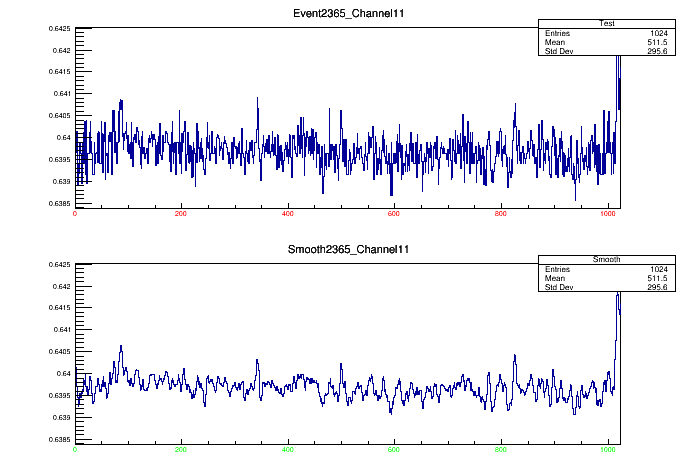 Event2365_Channel11
Test
Entries 1024
Mean 511.5
Std Dev 295.6
0.6425
0.642
0.6415
0.641
0.6405
0.64
0.6395
0.639
0.6385
0 200 400 600 800 1000
Smooth2365_Channel11
Smooth
Entries 1024
Mean 511.5
Std Dev 295.6
0.6425
0.642
0.6415
0.641
0.6405
0.64
0.6395
0.639
0.6385
0 200 400 600 800 1000